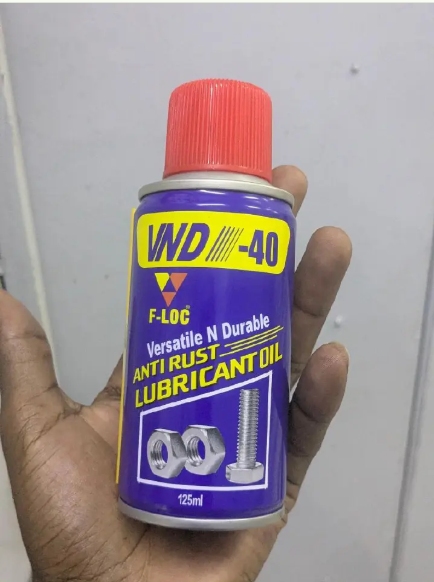 VND -40
F-LOC
Versatile N Durable
ANTI RUST
LUBRICANT OIL
125ml